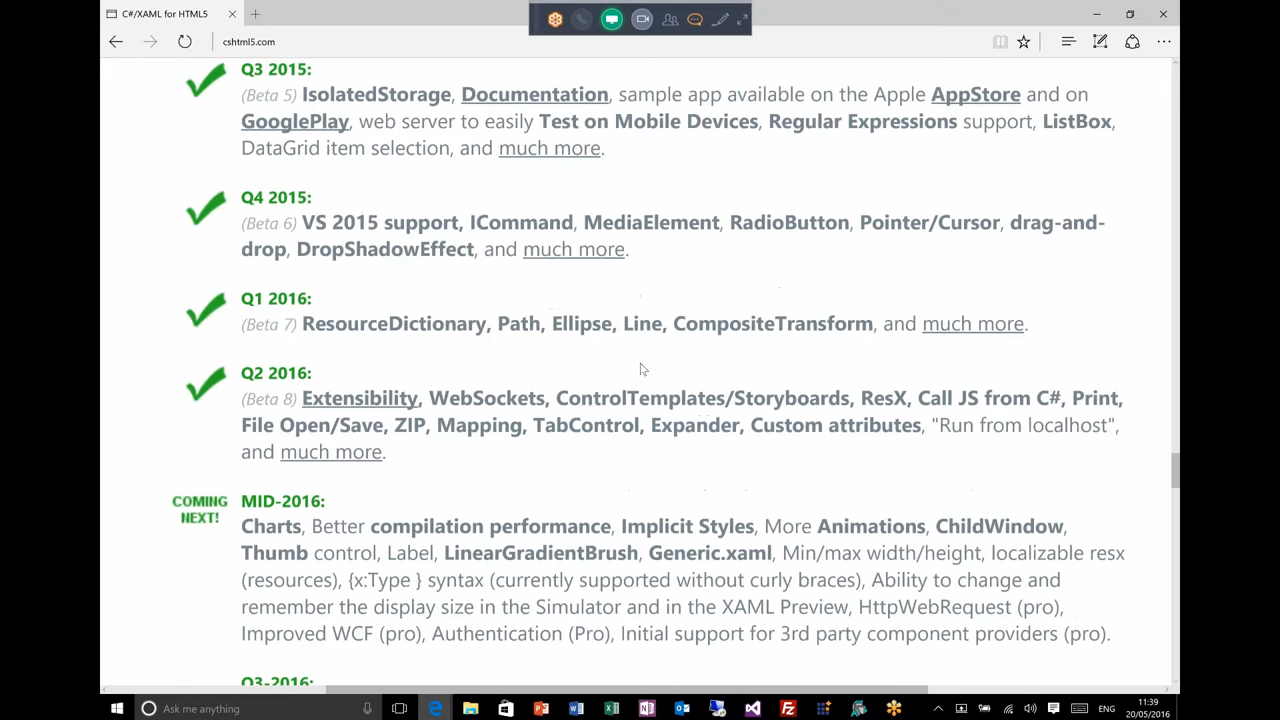 C#/XAML for HTML5
cshtml5.com
Q3 2015:
(Beta 5) IsolatedStorage, Documentation, sample app available on the Apple AppStore and on
GooglePlay, web server to easily Test on Mobile Devices, Regular Expressions support, ListBox,
DataGrid item selection, and much more.
Q4 2015:
(Beta 6) VS 2015 support, ICommand, MediaElement, RadioButton, Pointer/Cursor, drag-and-
drop, DropShadowEffect, and much more.
Q1 2016:
(Beta 7) ResourceDictionary, Path, Ellipse, Line, CompositeTransform, and much more.
Q2 2016:
(Beta 8) Extensibility, WebSockets, ControlTemplates/Storyboards, ResX, Call JS from C#, Print,
File Open/Save, ZIP, Mapping, TabControl, Expander, Custom attributes, "Run from localhost",
and much more.
COMING
NEXT!
MID-2016:
Charts, Better compilation performance, Implicit Styles, More Animations, ChildWindow,
Thumb control, Label, LinearGradientBrush, Generic.xaml, Min/max width/height, localizable resx
(resources), {x:Type } syntax (currently supported without curly braces), Ability to change and
remember the display size in the Simulator and in the XAML Preview, HttpWebRequest (pro),
Improved WCF (pro), Authentication (Pro), Initial support for 3rd party component providers (pro).
Q3-2016:
Ask me anything
ENG
11:39
20/05/2016